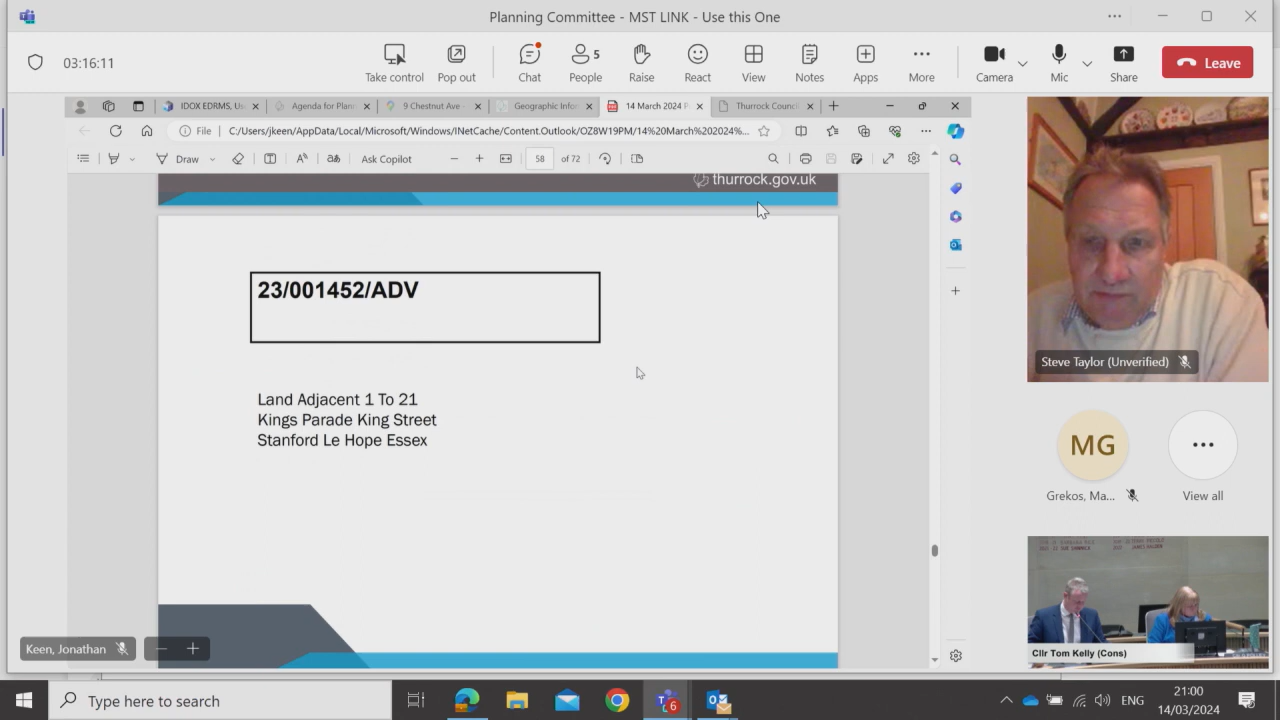 Planning Committee - MST LINK - Use this One
03:16:11
Take control
Pop out
Chat
5
People
Raise
React
View
Notes
Apps
More
Camera
Mic
Share
Leave
IDOX EDRMS, Us
Agenda for Plan
9 Chestnut Ave -
Geographic Infor
14 March 2024 P
Thurrock Council
File
C:/Users/jkeen/AppData/Local/Microsoft/Windows/INetCache/Content.Outlook/OZ8W19PM/14%20March%202024%...
Draw
Ask Copilot
58 of 72
thurrock.gov.uk
23/001452/ADV
Land Adjacent 1 To 21
Kings Parade King Street
Stanford Le Hope Essex
Keen, Jonathan
Steve Taylor (Unverified)
MG
Grekos, Ma...
View all
Cllr Tom Kelly (Cons)
Type here to search
6
ENG
21:00
14/03/2024